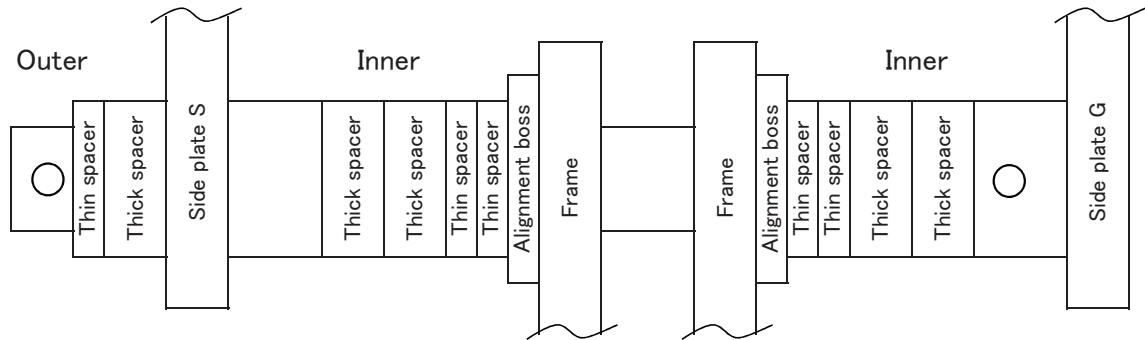 Outer
Inner
Inner
Thin spacer
Thick spacer
Side plate S
Thick spacer
Thick spacer
Thin spacer
Thin spacer
Alignment boss
Frame
Frame
Alignment boss
Thin spacer
Thin spacer
Thick spacer
Thick spacer
Side plate G